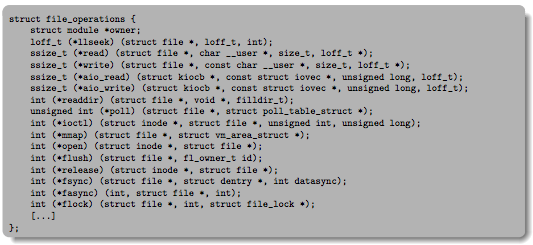 struct file_operations {
struct module *owner;
loff_t (*llseek) (struct file *, loff_t, int);
ssize_t (*read) (struct file *, char __user *, size_t, loff_t *);
ssize_t (*write) (struct file *, const char __user *, size_t, loff_t *);
ssize_t (*aio_read) (struct kiocb *, const struct iovec *, unsigned long, loff_t);
ssize_t (*aio_write) (struct kiocb *, const struct iovec *, unsigned long, loff_t);
int (*readdir) (struct file *, void *, filldir_t);
unsigned int (*poll) (struct file *, struct poll_table_struct *);
int (*ioctl) (struct inode *, struct file *, unsigned int, unsigned long);
int (*mmap) (struct file *, struct vm_area_struct *);
int (*open) (struct inode *, struct file *);
int (*flush) (struct file *, fl_owner_t id);
int (*release) (struct inode *, struct file *);
int (*fsync) (struct file *, struct dentry *, int datasync);
int (*fasync) (int, struct file *, int);
int (*flock) (struct file *, int, struct file_lock *);
[...]
};